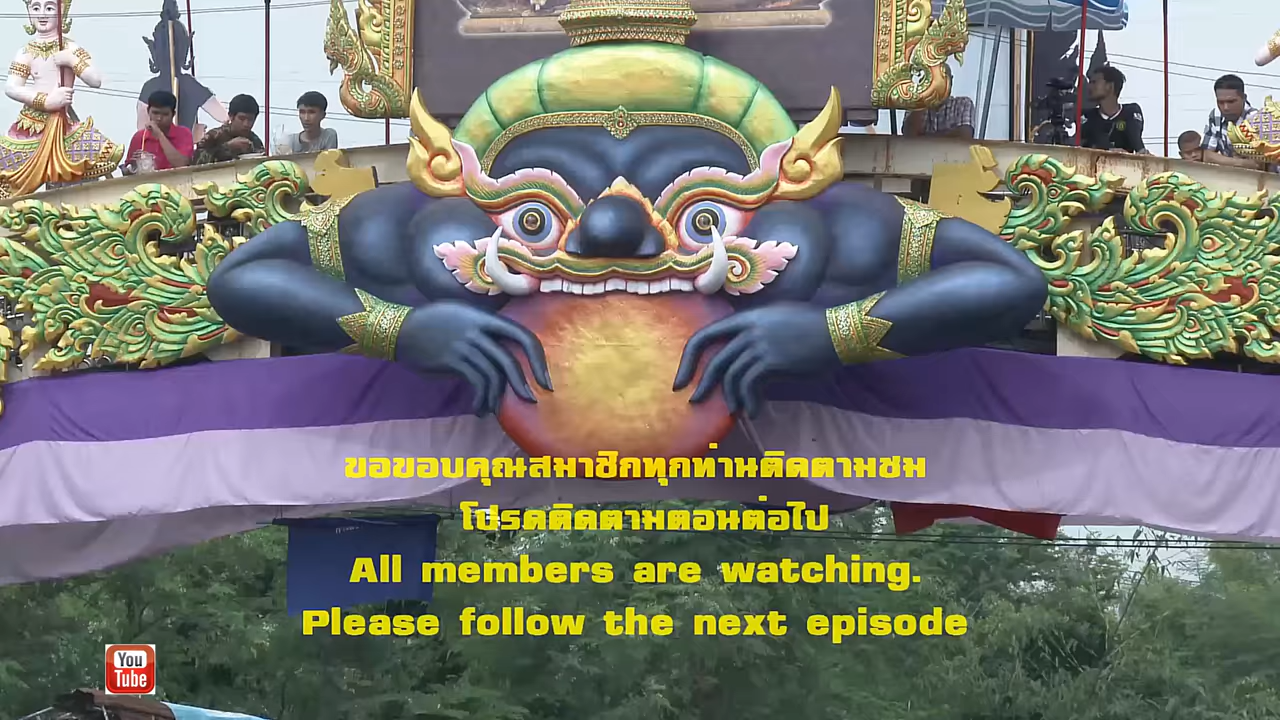 ขอขอบคุณสมาชิกทุกท่านติดตามชม
โปรดติดตามตอนต่อไป
All members are watching.
Please follow the next episode
You
Tube